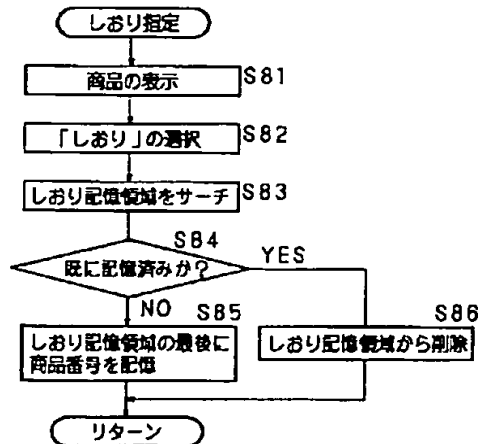 しおり指定
商品の表示 S81
「しおり」の選択 S82
しおり記憶領域をサーチ S83
S84
既に記憶済みか? YES
NO S85 S86
しおり記憶領域の最後に
商品番号を記憶
しおり記憶領域から削除
リターン